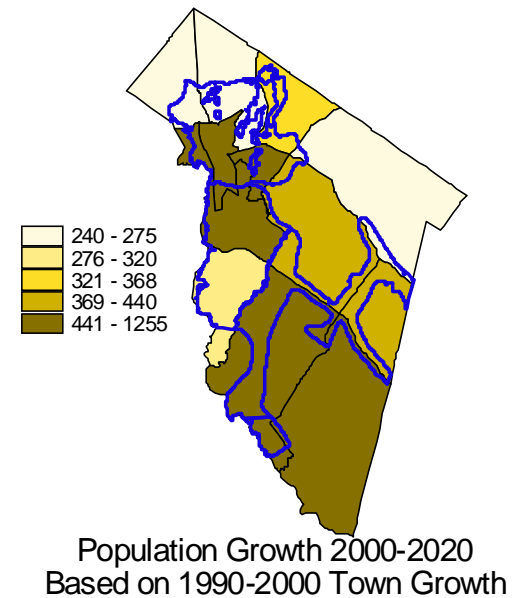 240 - 275
276 - 320
321 - 368
369 - 440
441 - 1255
Population Growth 2000-2020
Based on 1990-2000 Town Growth